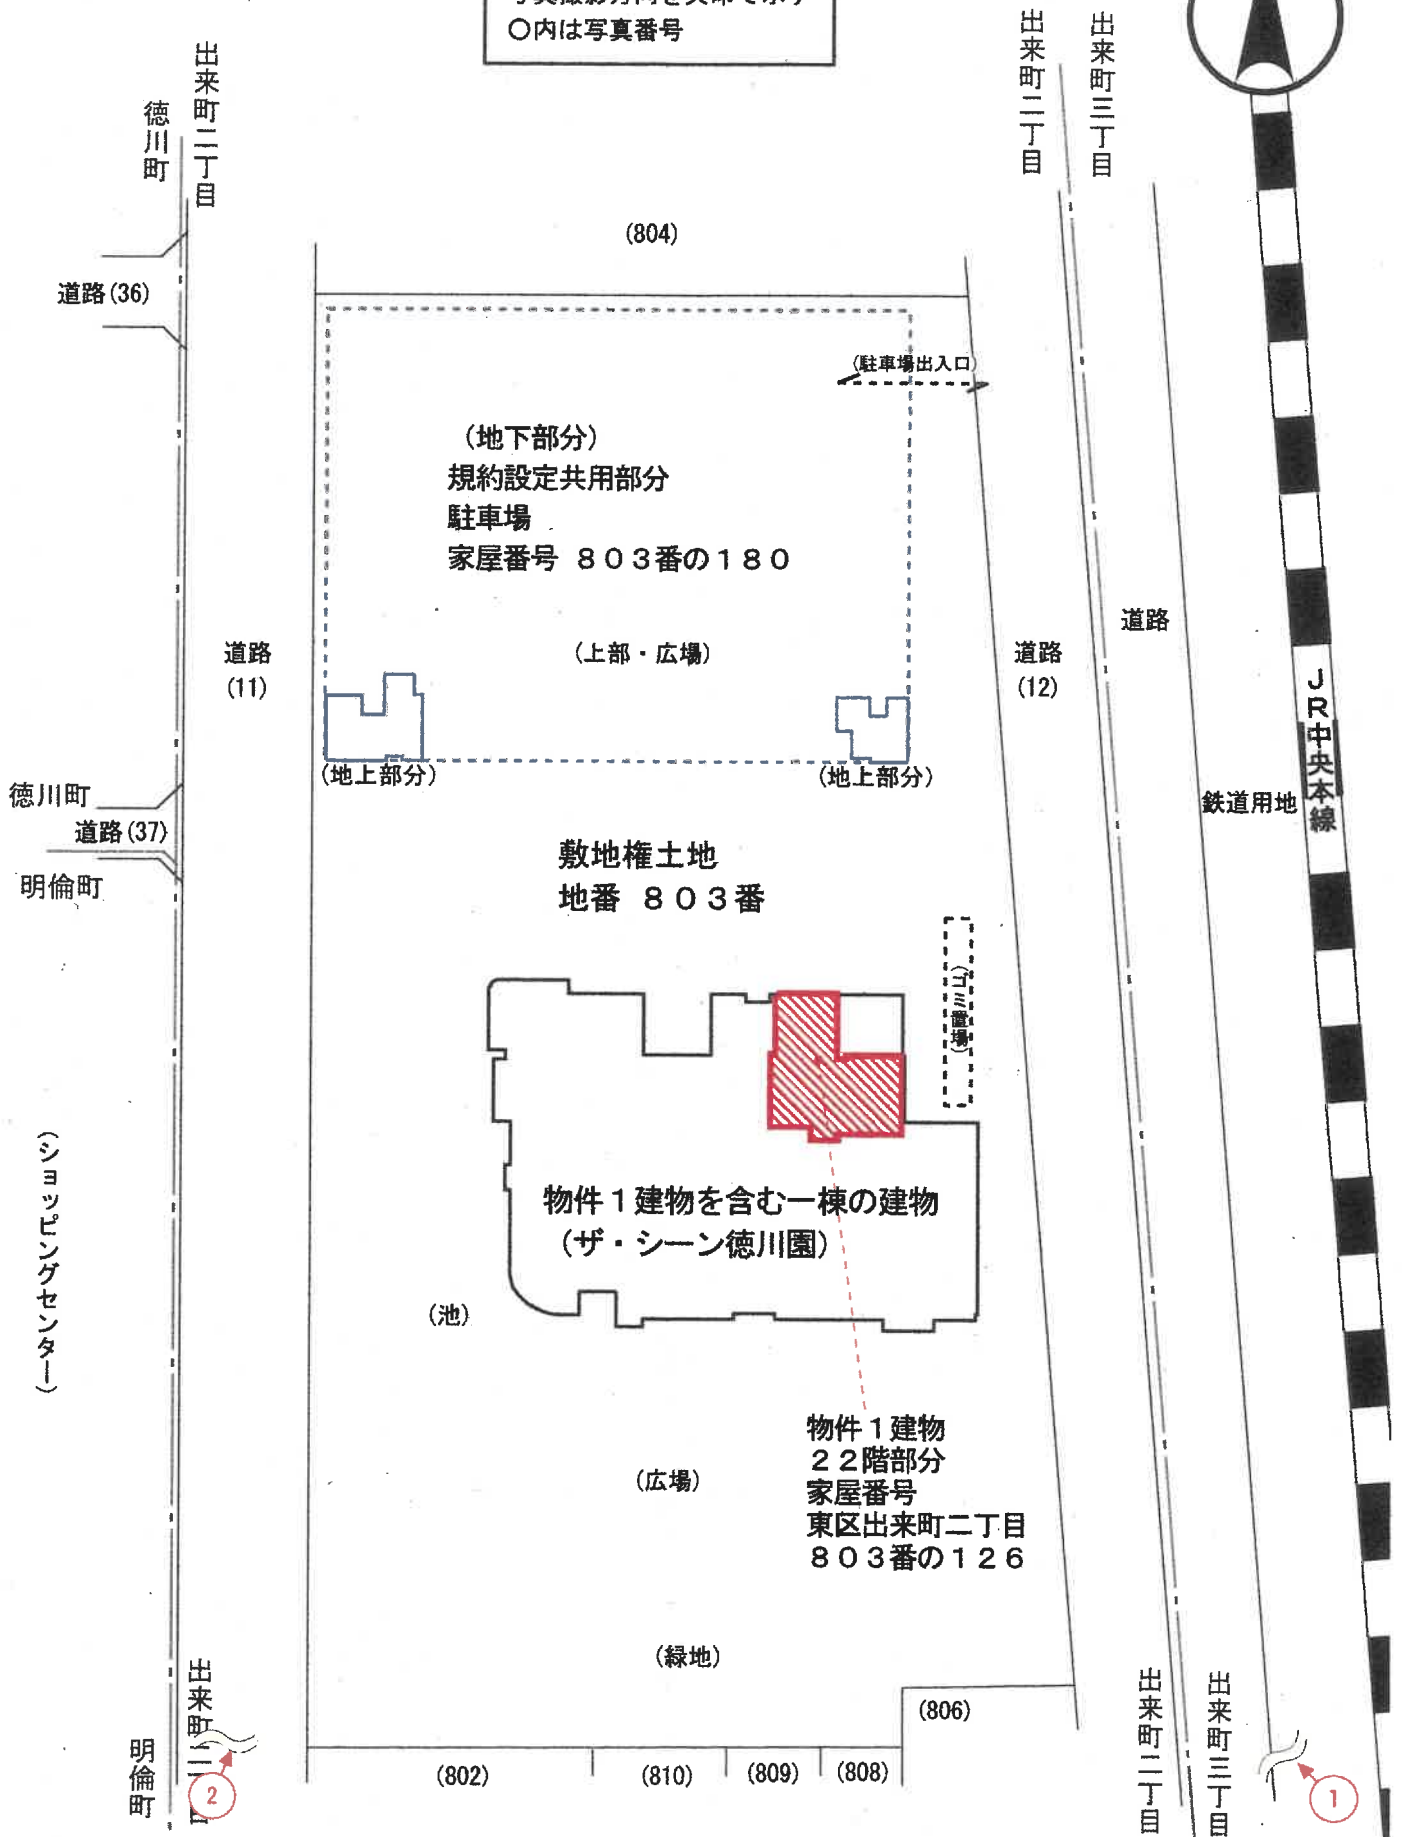 〇内は写真番号
出来町二丁目
徳川町
出来町二丁目
出来町三丁目
(804)
道路(36)
(駐車場出入口)
(地下部分)
規約設定共用部分
駐車場
家屋番号 803番の180
道路
(11)
(上部・広場)
道路
(12)
道路
JR中央本線
鉄道用地
(地上部分)
(地上部分)
徳川町
道路(37)
明倫町
敷地権土地
地番 803番
(ゴミ置場)
(ショッピングセンター)
物件1建物を含む一棟の建物
(ザ・シーン徳川園)
(池)
物件1建物
22階部分
家屋番号
東区出来町二丁目
803番の126
(広場)
(緑地)
(806)
出来町二丁目
明倫町
2
(802)
(810)
(809)
(808)
出来町二丁目
出来町三丁目
1